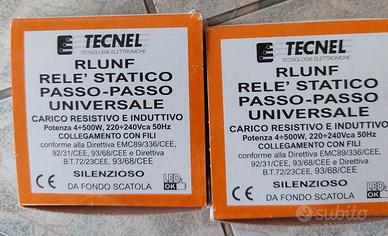 TECNEL
TECNOLOGIE ELETTRONICHE
RLUNF
RELE' STATICO
PASSO-PASSO
UNIVERSALE
CARICO RESISTIVO E INDUTTIVO
Potenza 4÷500W, 220÷240Vca 50Hz
COLLEGAMENTO CON FILI
conforme alla Direttiva EMC89/336/CEE,
92/31/CEE, 93/68/CEE e Direttiva
B.T.72/23CEE, 93/68/CEE
SILENZIOSO
CE
LED
OK
DA FONDO SCATOLA
TECNEL
TECNOLOGIE ELETTRONICHE
RLUNF
RELE' STATICO
PASSO-PASSO
UNIVERSALE
CARICO RESISTIVO E INDUTTIVO
Potenza 4÷500W, 220÷240Vca 50Hz
COLLEGAMENTO CON FILI
conforme alla Direttiva EMC89/336/CEE,
92/31/CEE, 93/68/CEE e Direttiva
B.T.72/23CEE, 93/68/CEE
SILENZIOSO
CE
LED
OK
DA FONDO SCATOLA
subito